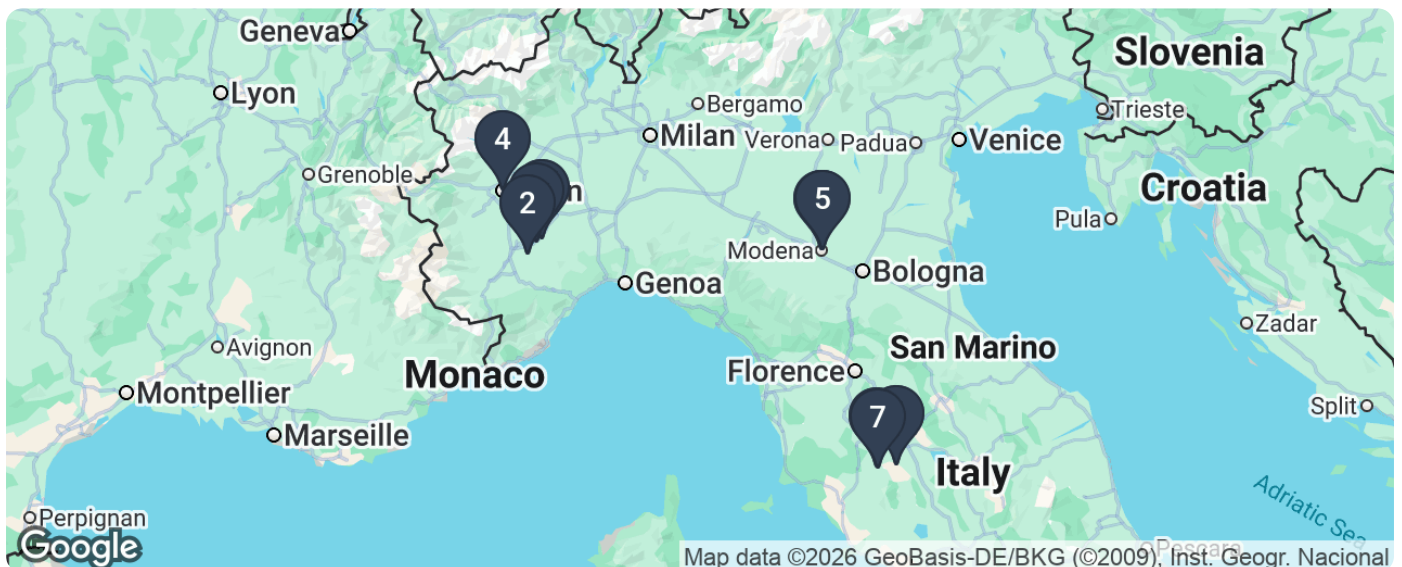 Geneva
Slovenia
Lyon
Bergamo
Trieste
Milan
Verona
Padua
Venice
4
Grenoble
n
Croatia
2
5
Pula
Modena
Bologna
Genoa
Zadar
Avignon
San Marino
Monaco
Florence
Montpellier
Split
7
Marseille
Italy
Adriatic Sea
Perpignan
Google
Pescara
Map data ©2026 GeoBasis-DE/BKG (©2009), Inst. Geogr. Nacional